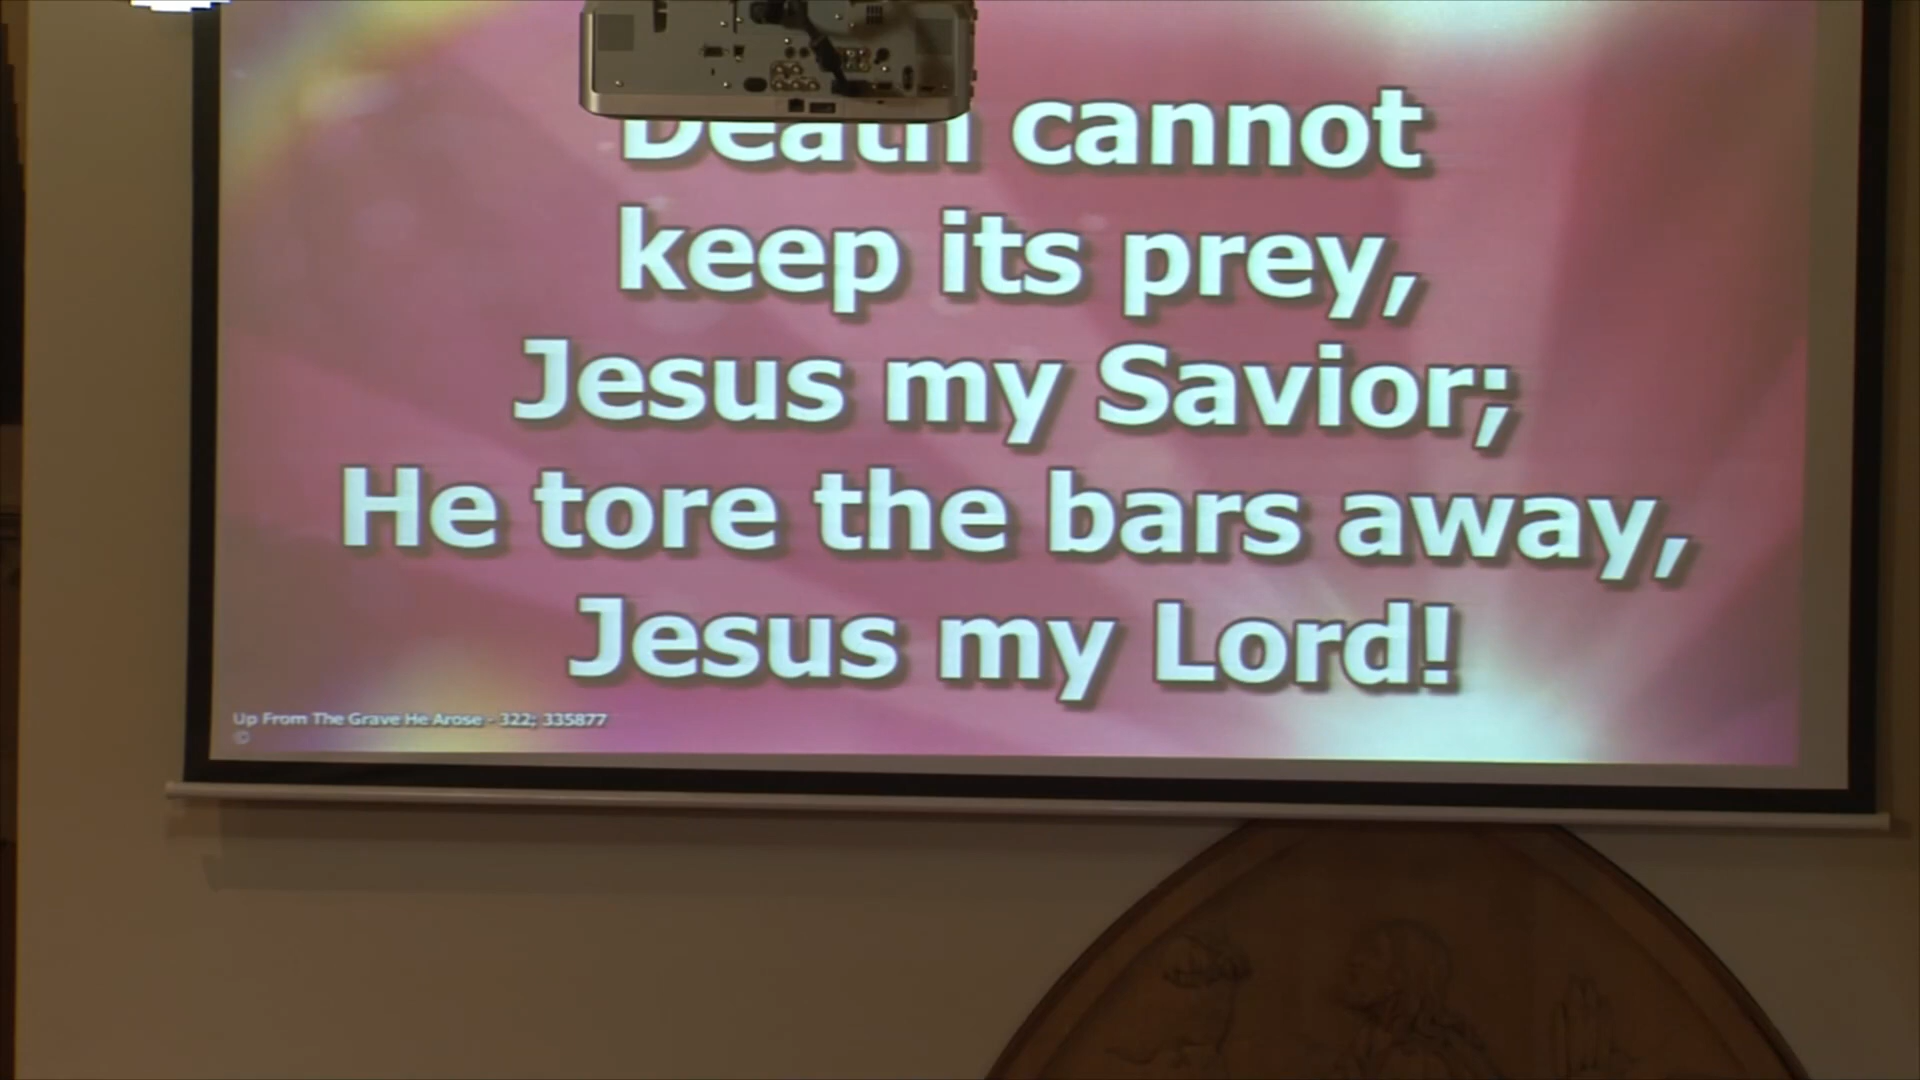 Death cannot
keep its prey,
Jesus my Savior;
He tore the bars away,
Jesus my Lord!
Up From The Grave He Arose - 322; 335877
©